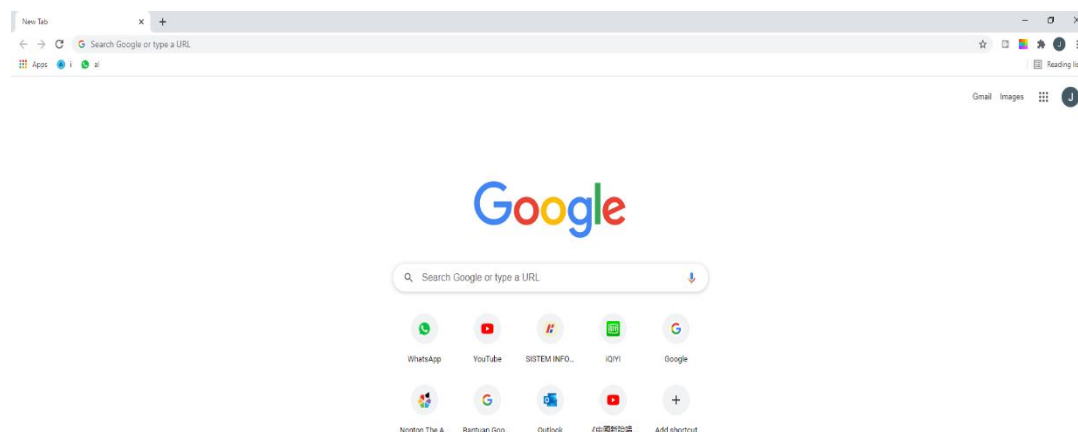 New Tab
Search Google or type a URL
Apps i al Reading lis
Gmail Images J
Google
Search Google or type a URL
WhatsApp YouTube SISTEM INFO... iQIYI Google
Nonton The A... Bantuan Goo... Outlook Add shortcut